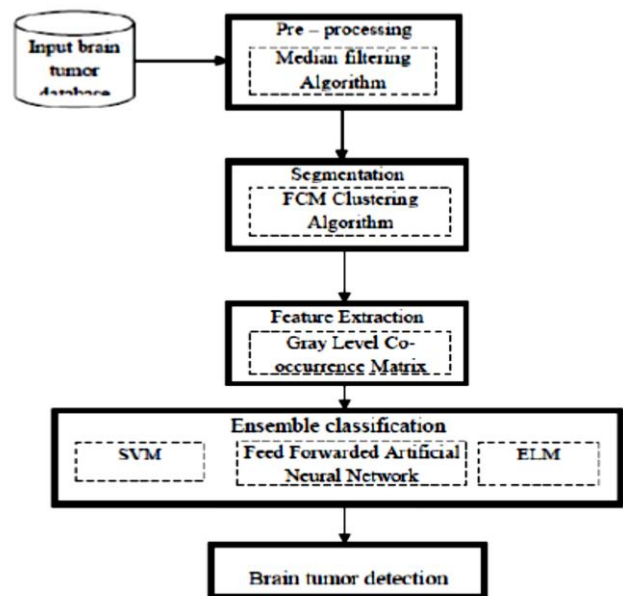 Input brain
tumor
database
Pre – processing
Median filtering
Algorithm
Segmentation
FCM Clustering
Algorithm
Feature Extraction
Gray Level Co-
occurrence Matrix
Ensemble classification
SVM
Feed Forwarded Artificial
Neural Network
ELM
Brain tumor detection